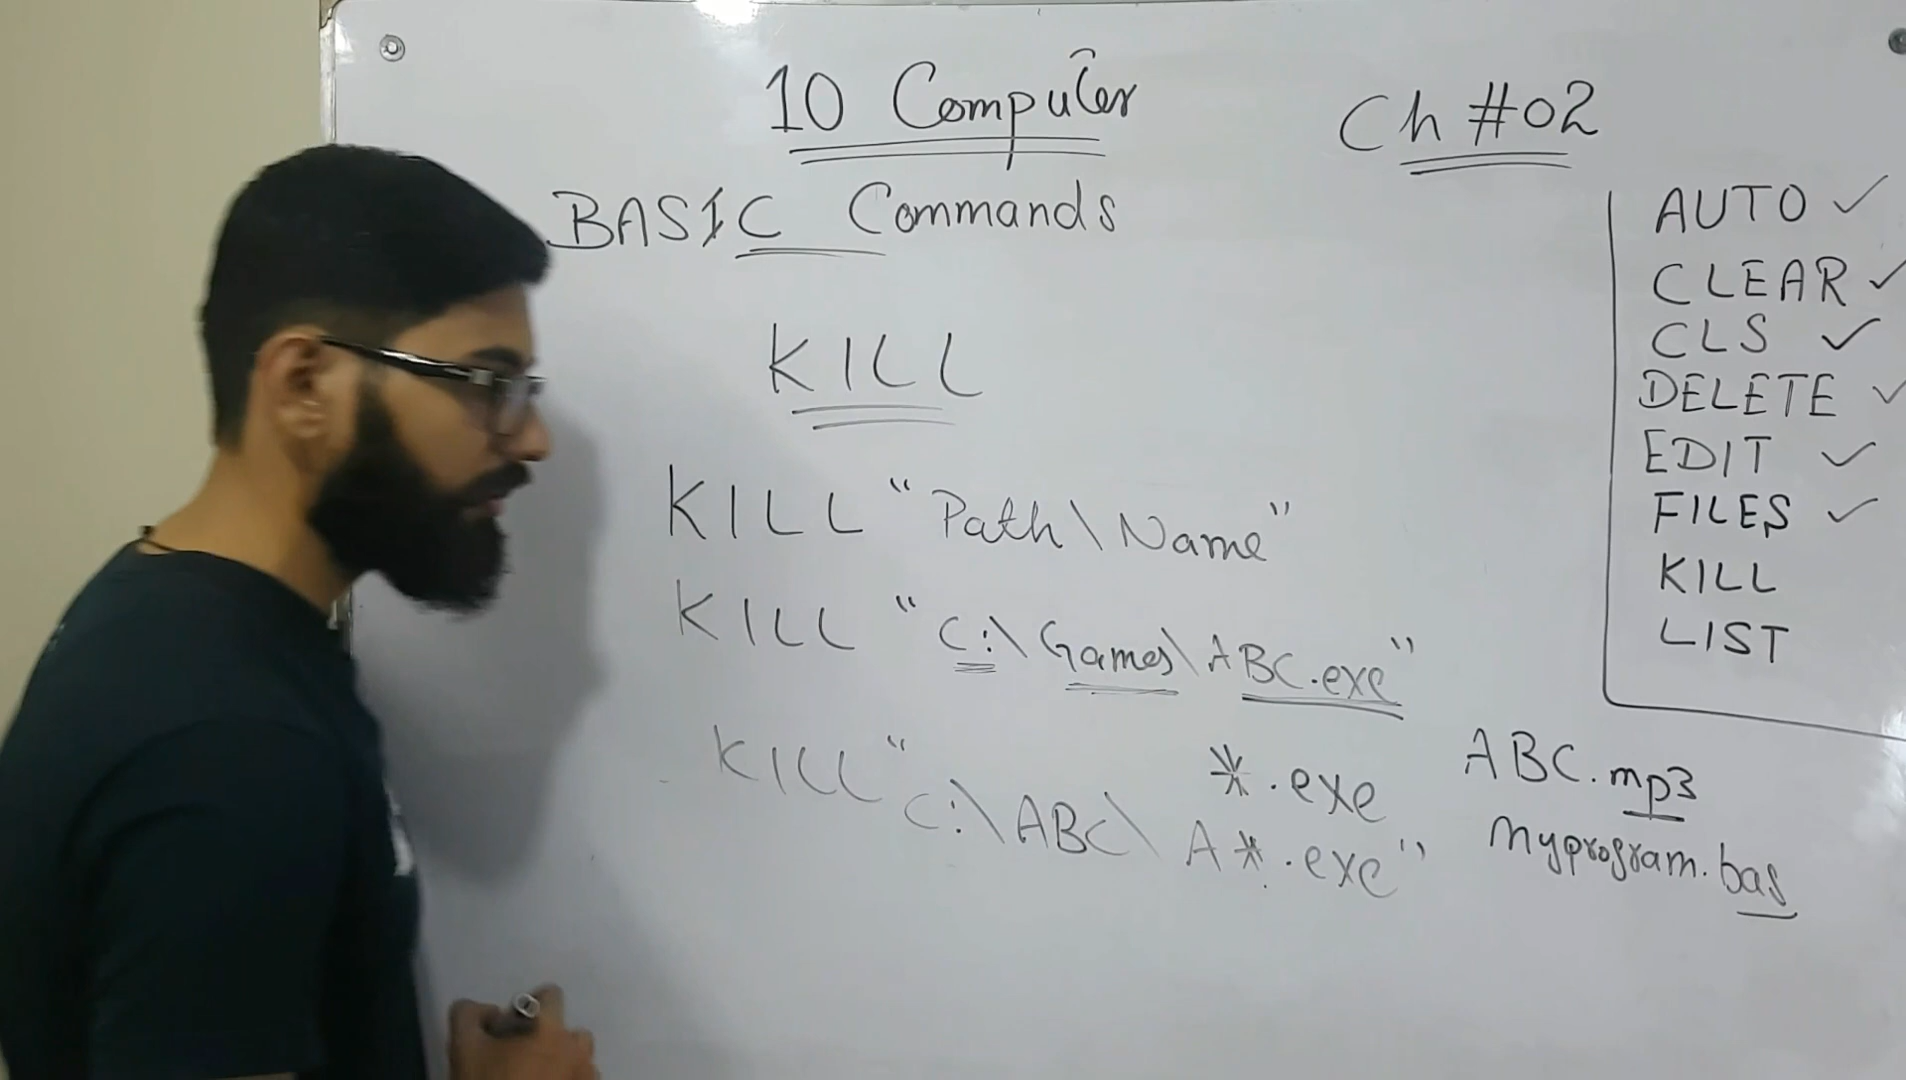 10 Computer
Ch #02
BASIC Commands
KILL
KILL "Path\Name"
KILL "C:\Games\ABC.exe"
*.exe
KILL "C:\ABC\ A*.exe"
AUTO ✓
CLEAR ✓
CLS ✓
DELETE ✓
EDIT ✓
FILES ✓
KILL
LIST
ABC.mp3
myprogram.bas